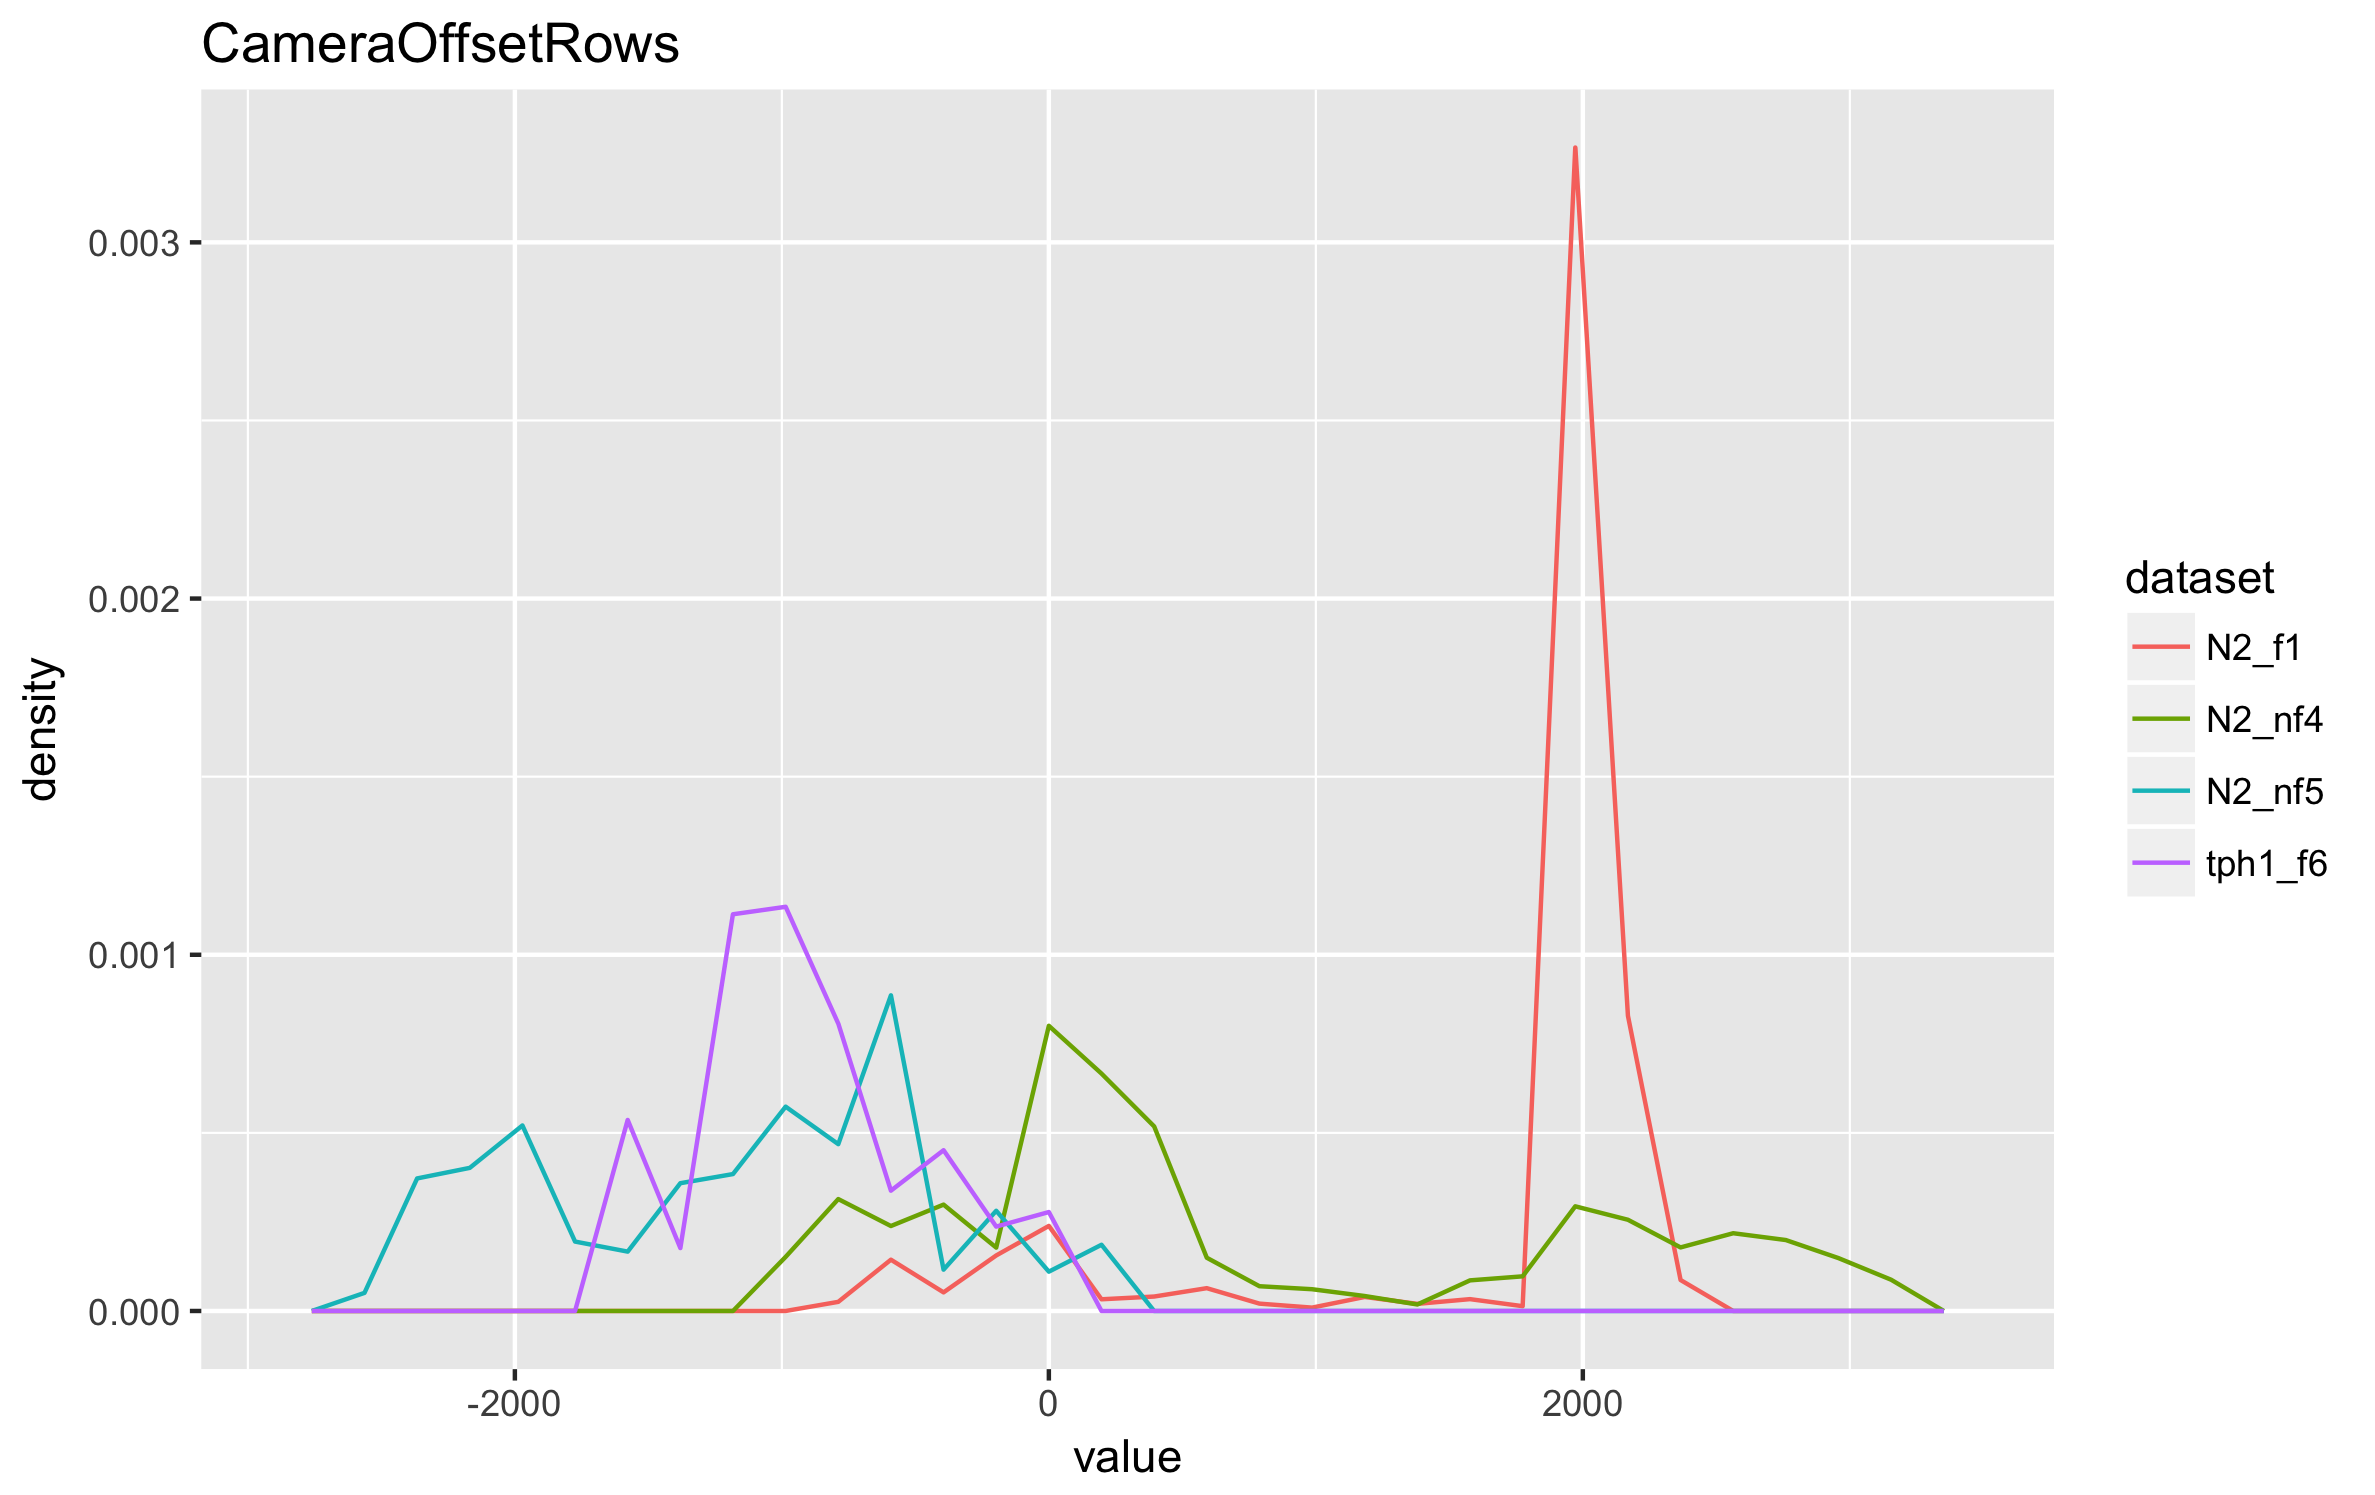 CameraOffsetRows
0.003
0.002
0.001
0.000
density
-2000
0
2000
value
dataset
N2_f1
N2_nf4
N2_nf5
tph1_f6